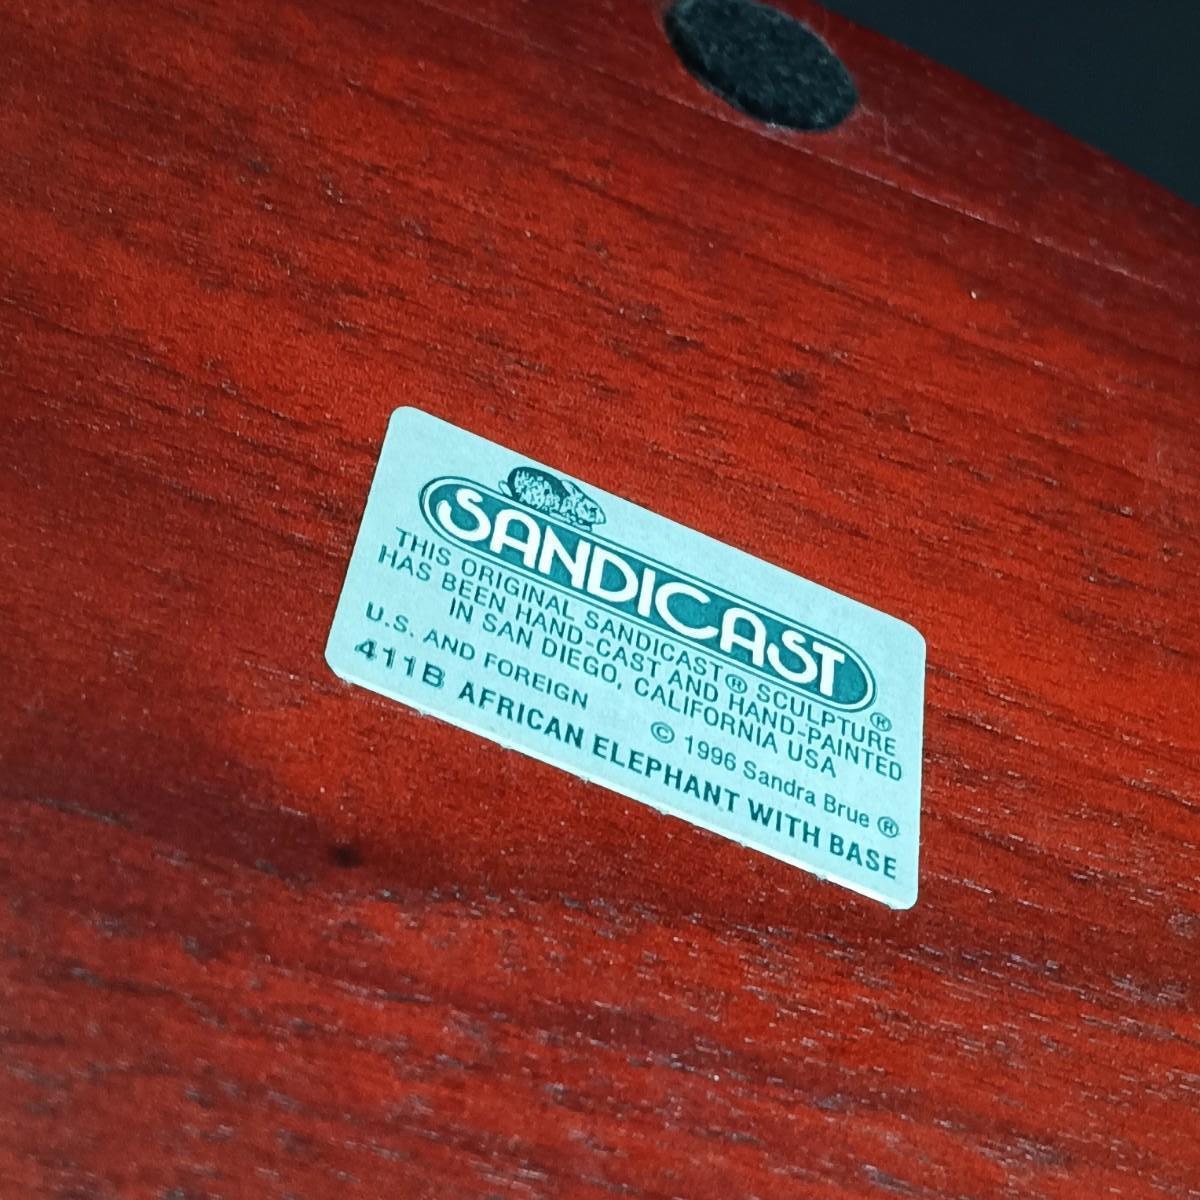 SANDICAST®
THIS ORIGINAL SANDICAST® SCULPTURE
HAS BEEN HAND-CAST AND HAND-PAINTED
IN SAN DIEGO, CALIFORNIA USA
U.S. AND FOREIGN © 1996 Sandra Brue ®
411B AFRICAN ELEPHANT WITH BASE